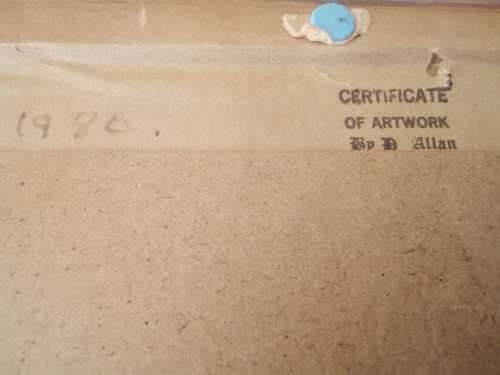 1980.
CERTIFICATE
OF ARTWORK
By D Allan